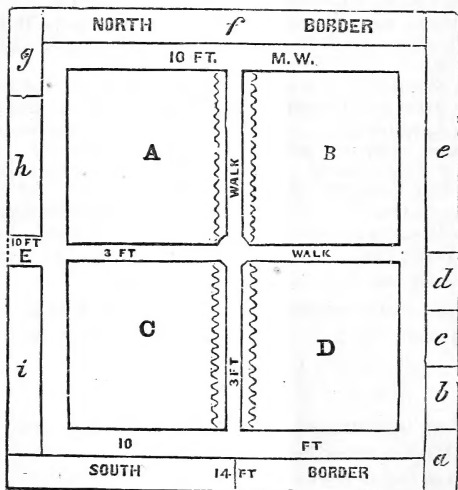 NORTH f BORDER
10 FT. M.W.
g
h
A
WALK
B
e
10 FT
E
3 FT
WALK
d
C
D
c
i
3 FT
b
10 FT
a
SOUTH 14 FT BORDER